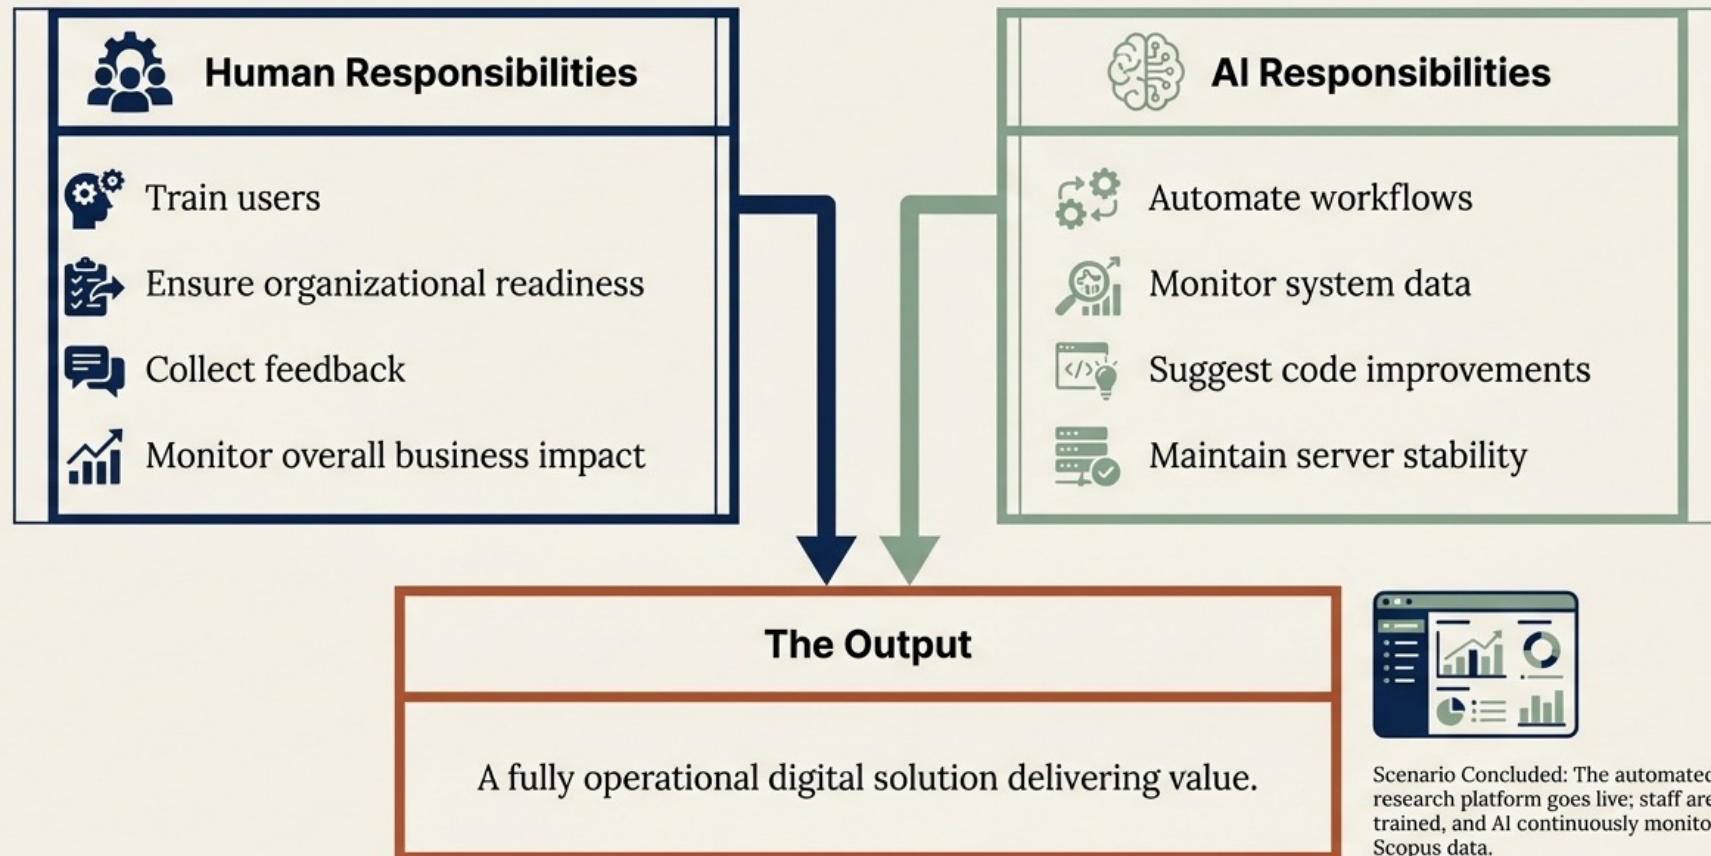 Human Responsibilities
Train users
Ensure organizational readiness
Collect feedback
Monitor overall business impact
AI Responsibilities
Automate workflows
Monitor system data
Suggest code improvements
Maintain server stability
The Output
A fully operational digital solution delivering value.
Scenario Concluded: The automated
research platform goes live; staff are
trained, and AI continuously monito
Scopus data.